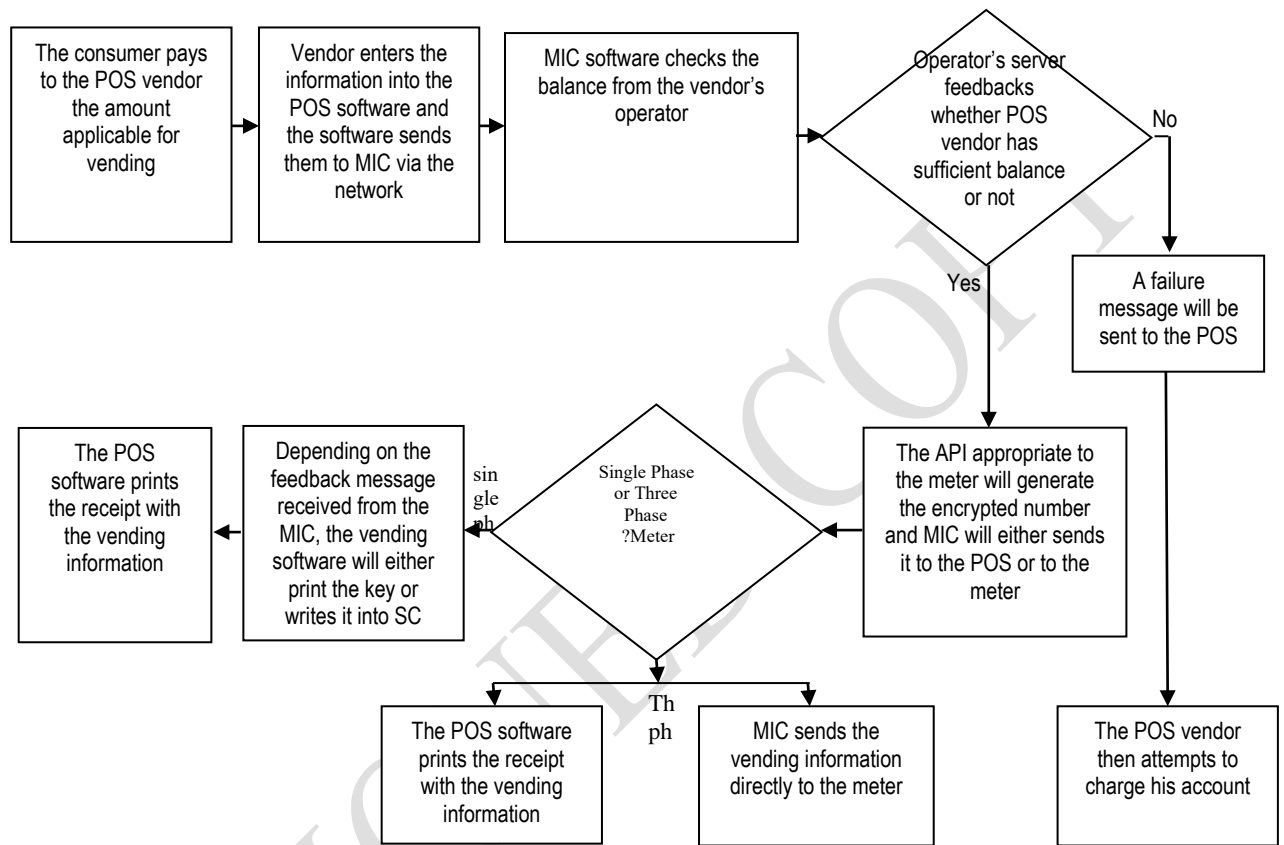 The consumer pays
to the POS vendor
the amount
applicable for
vending
Vendor enters the
information into the
POS software and
the software sends
them to MIC via the
network
MIC software checks the
balance from the vendor's
operator
Operator's server
feedbacks
whether POS
vendor has
sufficient balance
or not
No
Yes
A failure
message will be
sent to the POS
The POS
software prints
the receipt with
the vending
information
Depending on the
feedback message
received from the
MIC, the vending
software will either
print the key or
writes it into SC
sin
gle
ph
Single Phase
or Three
Phase
?Meter
The API appropriate to
the meter will generate
the encrypted number
and MIC will either sends
it to the POS or to the
meter
Th
ph
The POS software
prints the receipt
with the vending
information
MIC sends the
vending information
directly to the meter
The POS vendor
then attempts to
charge his account